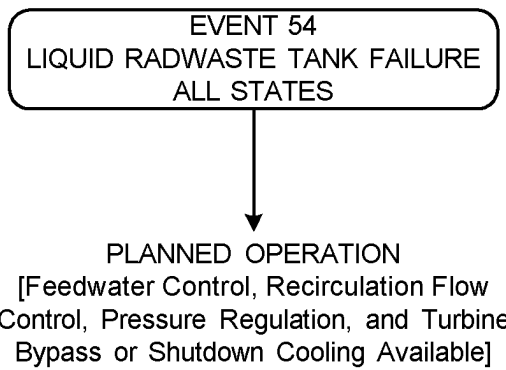 EVENT 54
LIQUID RADWASTE TANK FAILURE
ALL STATES
PLANNED OPERATION
[Feedwater Control, Recirculation Flow
Control, Pressure Regulation, and Turbine
Bypass or Shutdown Cooling Available]